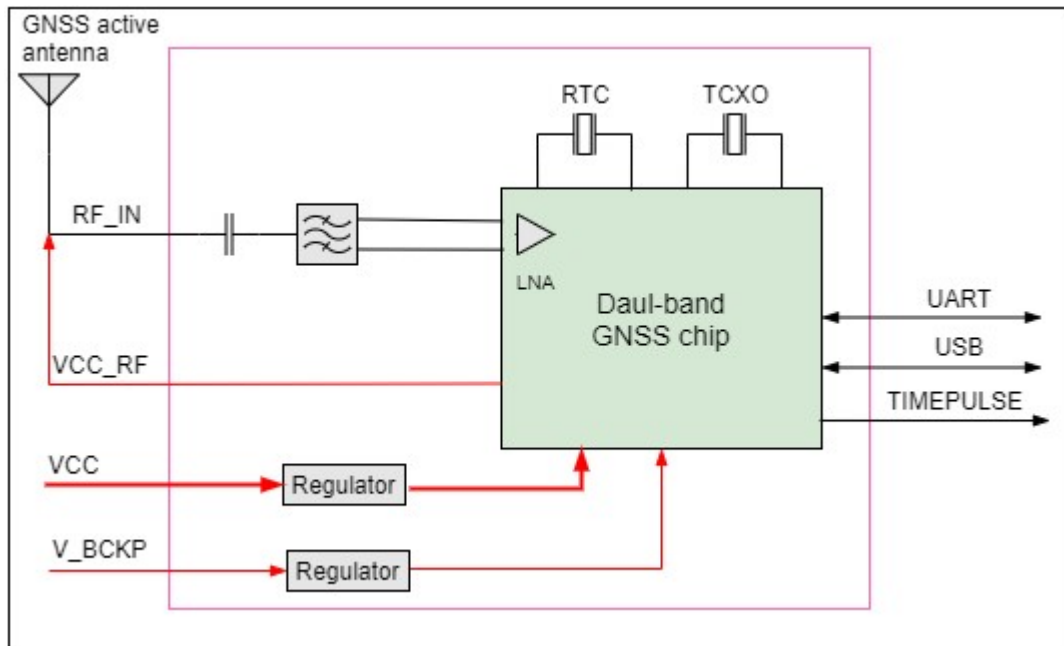 GNSS active
antenna
RTC
TCXO
RF_IN
LNA
Daul-band
GNSS chip
UART
USB
VCC_RF
TIMEPULSE
VCC
Regulator
V_BCKP
Regulator